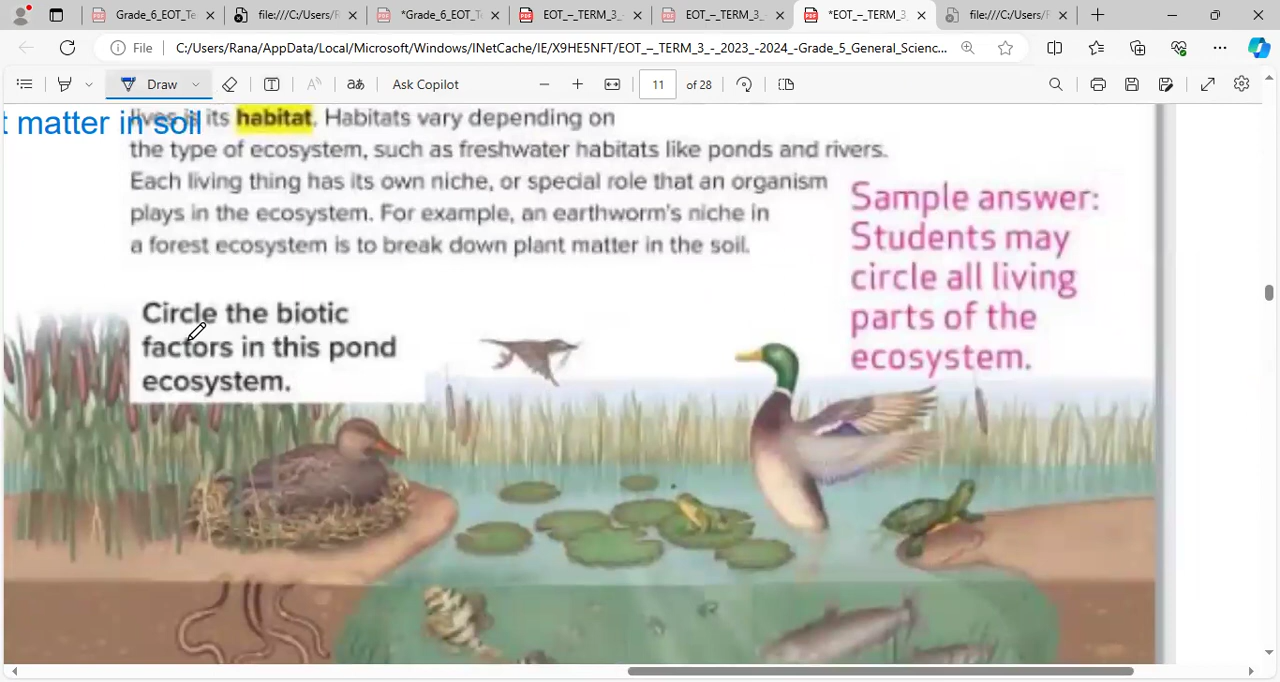 Grade_6_EOT_Te
file:///C:/Users/R
*Grade_6_EOT_T
EOT_–_TERM_3_
EOT_–_TERM_3_
*EOT_–_TERM_3_
file:///C:/Users/R
File
C:/Users/Rana/AppData/Local/Microsoft/Windows/INetCache/IE/X9HE5NFT/EOT_–_TERM_3_-_2023_-2024_-Grade_5_General_Scienc...
Draw
Ask Copilot
11 of 28
t matter in soil
lives is its habitat. Habitats vary depending on
the type of ecosystem, such as freshwater habitats like ponds and rivers.
Each living thing has its own niche, or special role that an organism
plays in the ecosystem. For example, an earthworm's niche in
a forest ecosystem is to break down plant matter in the soil.
Sample answer:
Students may
circle all living
parts of the
ecosystem.
Circle the biotic
factors in this pond
ecosystem.